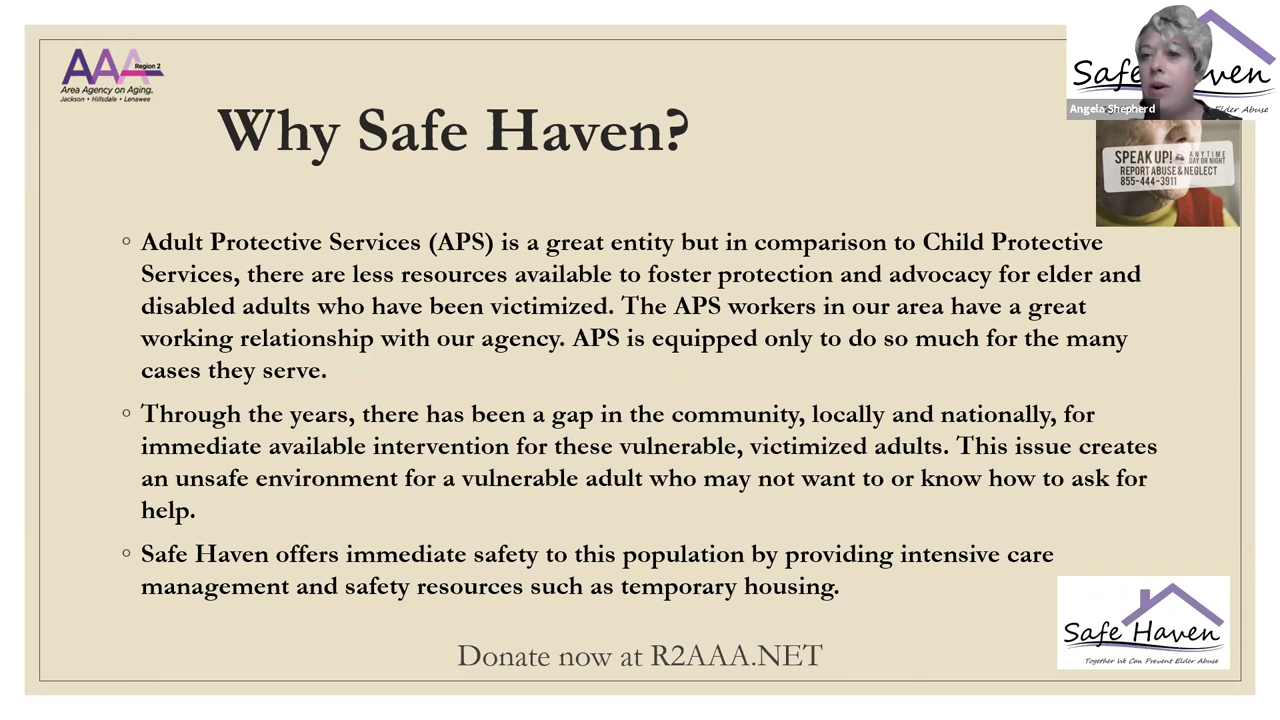 AAA
Region 2
Area Agency on Aging.
Jackson • Hillsdale • Lenawee
Why Safe Haven?
Safe
ven
Angela Shepherd
Elder Abuse
SPEAK UP! ANYTIME
DAY OR NIGHT
REPORT ABUSE & NEGLECT
855-444-3911
◦ Adult Protective Services (APS) is a great entity but in comparison to Child Protective
Services, there are less resources available to foster protection and advocacy for elder and
disabled adults who have been victimized. The APS workers in our area have a great
working relationship with our agency. APS is equipped only to do so much for the many
cases they serve.
◦ Through the years, there has been a gap in the community, locally and nationally, for
immediate available intervention for these vulnerable, victimized adults. This issue creates
an unsafe environment for a vulnerable adult who may not want to or know how to ask for
help.
◦ Safe Haven offers immediate safety to this population by providing intensive care
management and safety resources such as temporary housing.
Safe Haven
Together We Can Prevent Elder Abuse
Donate now at R2AAA.NET